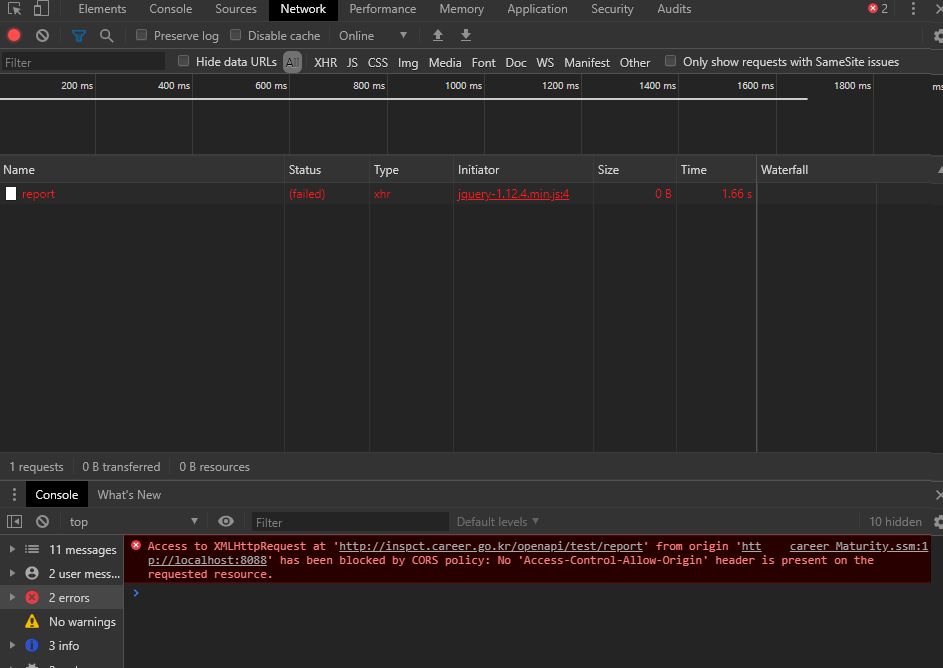 Elements Console Sources Network Performance Memory Application Security Audits 2
Preserve log Disable cache Online
Filter Hide data URLs All XHR JS CSS Img Media Font Doc WS Manifest Other Only show requests with SameSite issues
200 ms 400 ms 600 ms 800 ms 1000 ms 1200 ms 1400 ms 1600 ms 1800 ms ms
Name Status Type Initiator Size Time Waterfall
report (failed) xhr jquery-1.12.4.min.js:4 0 B 1.66 s
1 requests 0 B transferred 0 B resources
Console What's New
top Filter Default levels 10 hidden
11 messages
2 user mess...
2 errors
No warnings
3 info
Access to XMLHttpRequest at 'http://inspct.career.go.kr/openapi/test/report' from origin 'htt career_Maturity.ssm:1
p://localhost:8088' has been blocked by CORS policy: No 'Access-Control-Allow-Origin' header is present on the
requested resource.